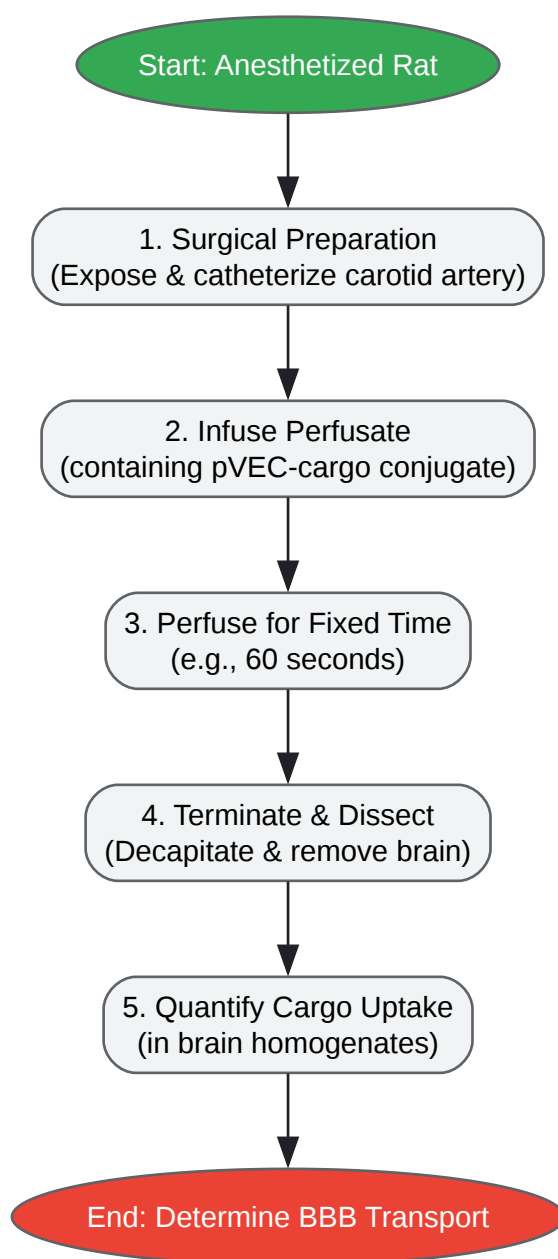 Start: Anesthetized Rat
1. Surgical Preparation
(Expose & catheterize carotid artery)
2. Infuse Perfusate
(containing pVEC-cargo conjugate)
3. Perfuse for Fixed Time
(e.g., 60 seconds)
4. Terminate & Dissect
(Decapitate & remove brain)
5. Quantify Cargo Uptake
(in brain homogenates)
End: Determine BBB Transport